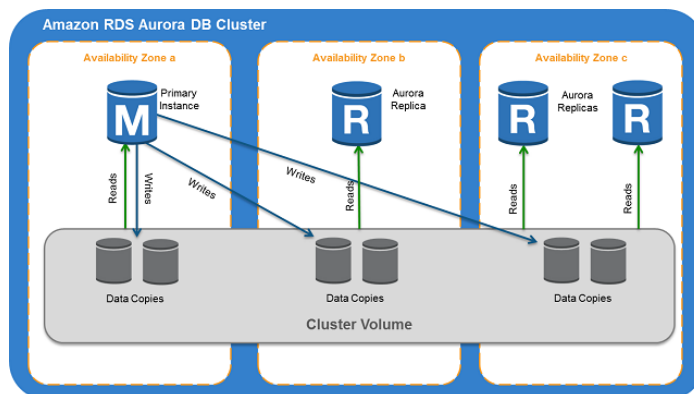 Amazon RDS Aurora DB Cluster
Availability Zone a
Availability Zone b
Availability Zone c
M
Primary
Instance
R
Aurora
Replica
R
Aurora
Replicas
R
Reads
Writes
Writes
Reads
Writes
Reads
Reads
Data Copies
Data Copies
Data Copies
Cluster Volume